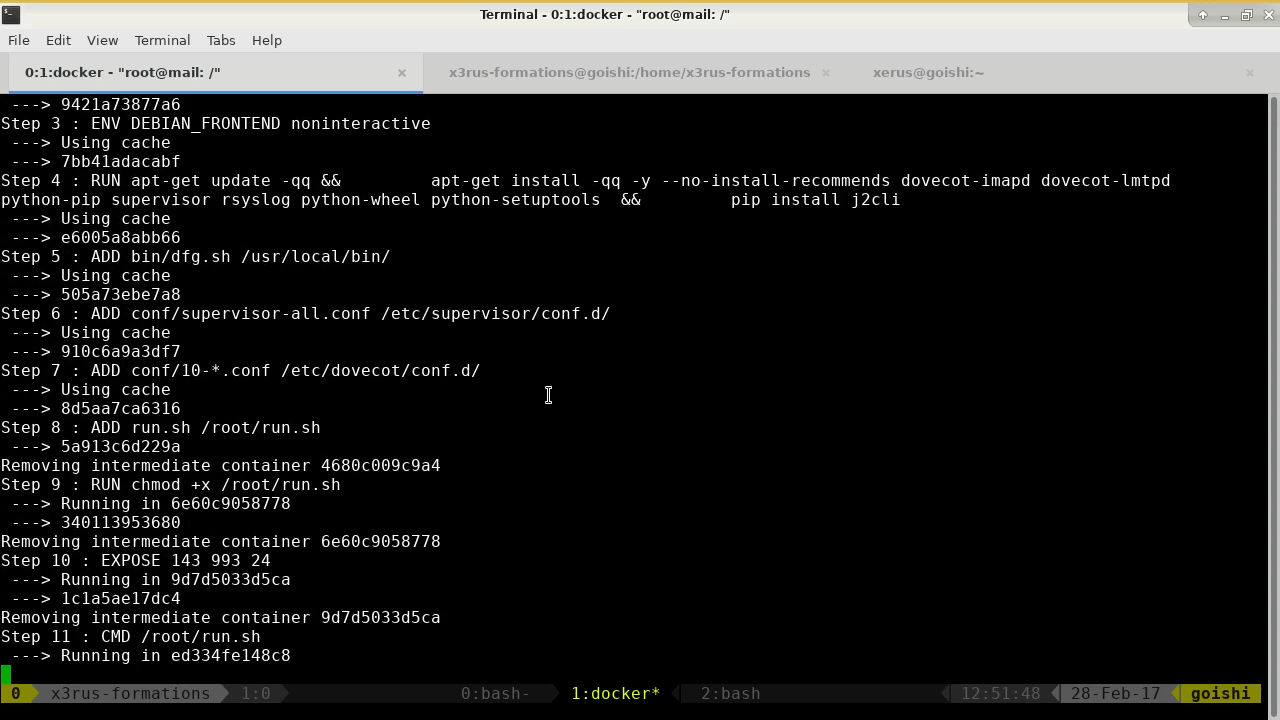 Terminal - 0:1:docker - "root@mail: /"
File Edit View Terminal Tabs Help
0:1:docker - "root@mail: /" x3rus-formations@goishi:/home/x3rus-formations xerus@goishi:~
---> 9421a73877a6
Step 3 : ENV DEBIAN_FRONTEND noninteractive
---> Using cache
---> 7bb41adacabf
Step 4 : RUN apt-get update -qq &&         apt-get install -qq -y --no-install-recommends dovecot-imapd dovecot-lmtpd
python-pip supervisor rsyslog python-wheel python-setuptools  &&         pip install j2cli
---> Using cache
---> e6005a8abb66
Step 5 : ADD bin/dfg.sh /usr/local/bin/
---> Using cache
---> 505a73ebe7a8
Step 6 : ADD conf/supervisor-all.conf /etc/supervisor/conf.d/
---> Using cache
---> 910c6a9a3df7
Step 7 : ADD conf/10-*.conf /etc/dovecot/conf.d/
---> Using cache
---> 8d5aa7ca6316
Step 8 : ADD run.sh /root/run.sh
---> 5a913c6d229a
Removing intermediate container 4680c009c9a4
Step 9 : RUN chmod +x /root/run.sh
---> Running in 6e60c9058778
---> 340113953680
Removing intermediate container 6e60c9058778
Step 10 : EXPOSE 143 993 24
---> Running in 9d7d5033d5ca
---> 1c1a5ae17dc4
Removing intermediate container 9d7d5033d5ca
Step 11 : CMD /root/run.sh
---> Running in ed334fe148c8
0 x3rus-formations 1:0 0:bash- 1:docker* 2:bash 12:51:48 28-Feb-17 goishi